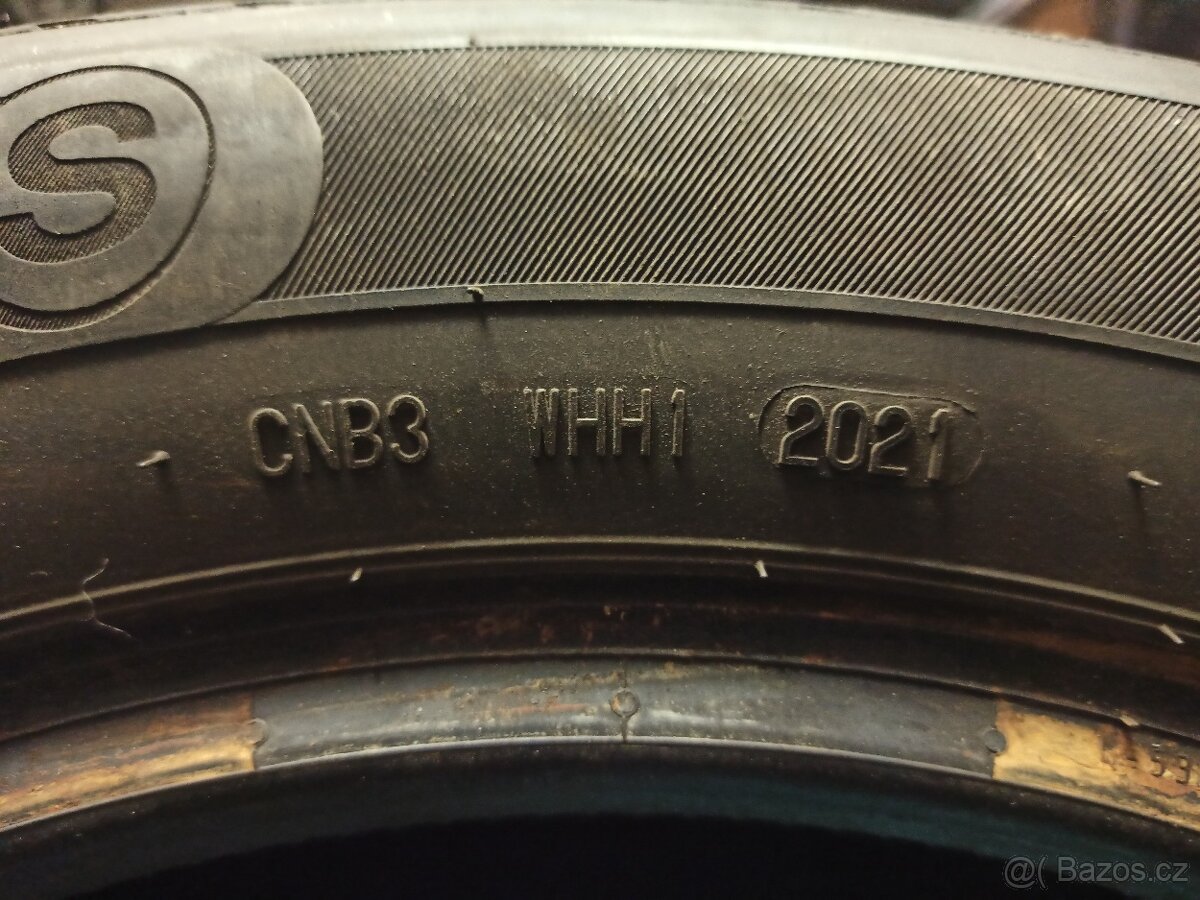 S
CNB3 WHH1 2021
@( Bazos.cz